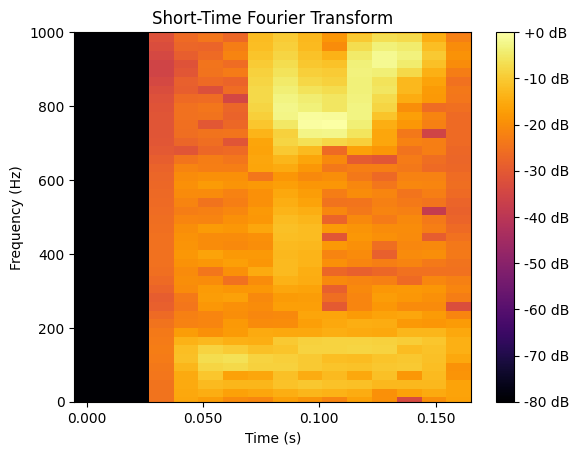 Short-Time Fourier Transform
1000
800
600
400
200
0
Frequency (Hz)
0.000
0.050
0.100
0.150
Time (s)
+0 dB
-10 dB
-20 dB
-30 dB
-40 dB
-50 dB
-60 dB
-70 dB
-80 dB